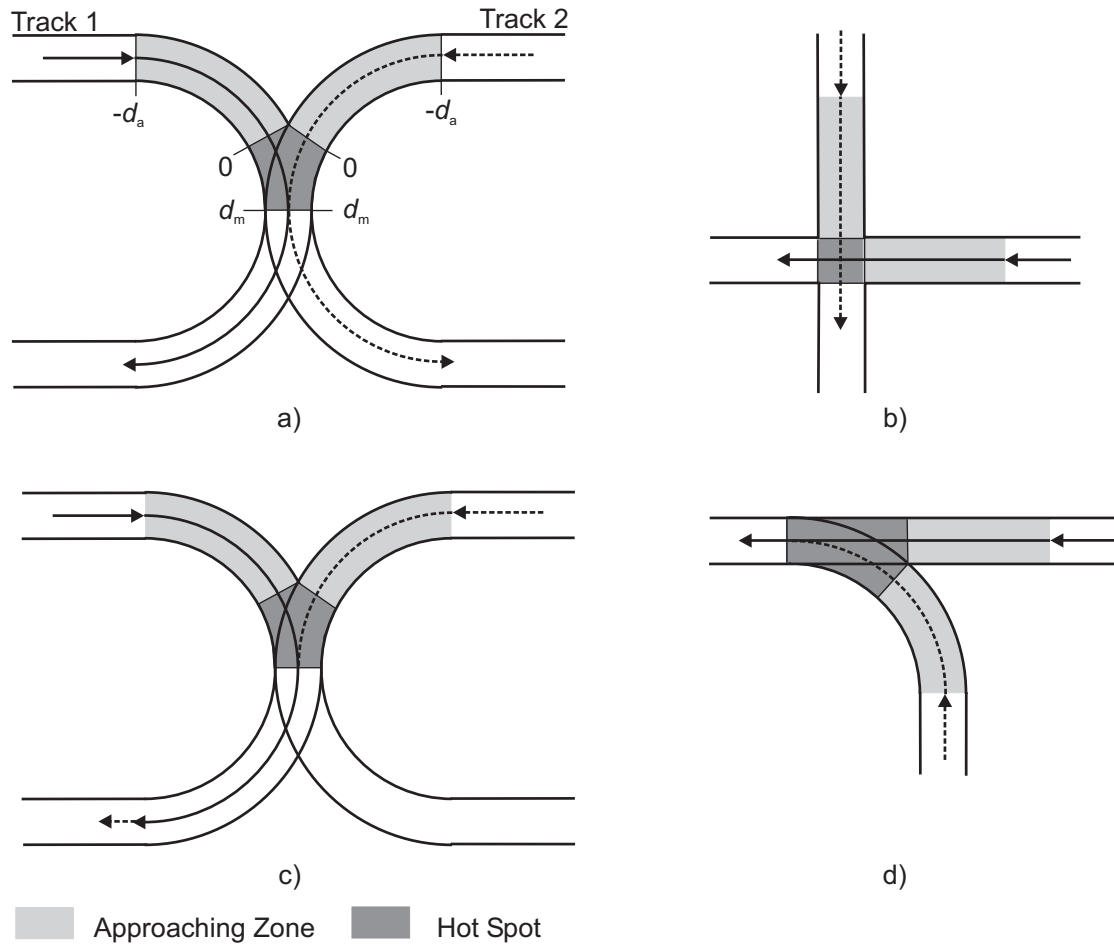 Track 1
Track 2
-dₐ
-dₐ
0
0
dₘ
dₘ
a)
b)
c)
d)
Approaching Zone
Hot Spot